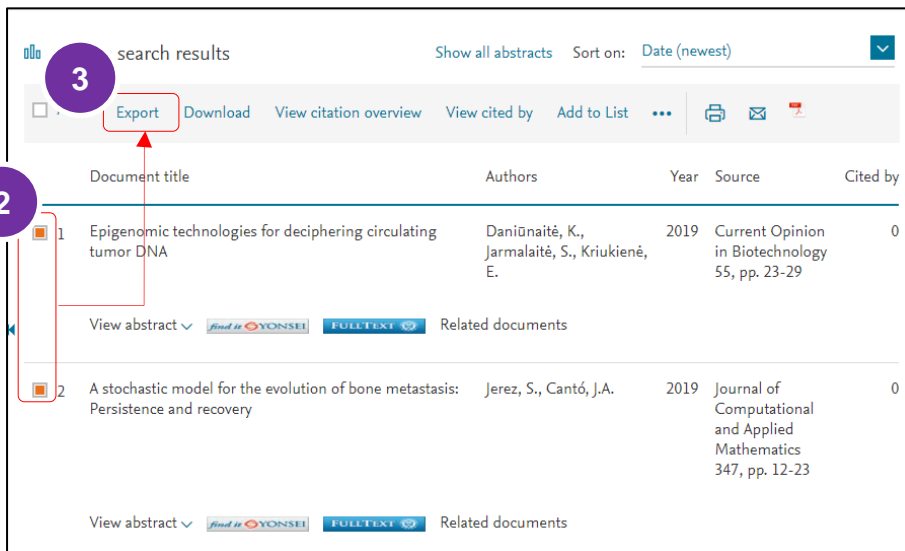 search results Show all abstracts Sort on: Date (newest)
3
Export Download View citation overview View cited by Add to List •••
Document title Authors Year Source Cited by
2
1 Epigenomic technologies for deciphering circulating Daniūnaitė, K., 2019 Current Opinion 0
tumor DNA Jarmalaitė, S., Kriukienė, in Biotechnology
E. 55, pp. 23-29
View abstract find it @YONSEI FULLTEXT Related documents
2 A stochastic model for the evolution of bone metastasis: Jerez, S., Cantó, J.A. 2019 Journal of 0
Persistence and recovery Computational
and Applied
Mathematics
347, pp. 12-23
View abstract find it @YONSEI FULLTEXT Related documents